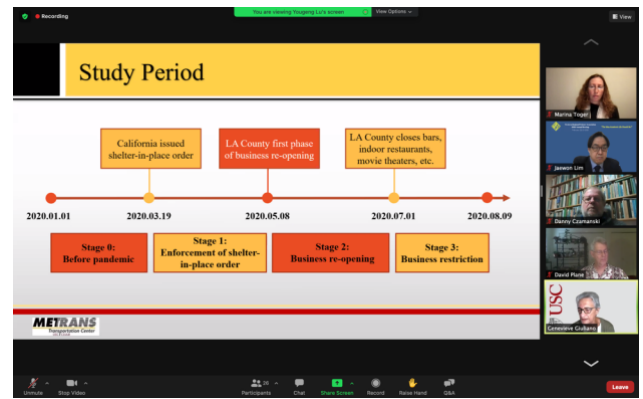 Recording
You are viewing Yougeng Lu's screen
View Options
View
Study Period
California issued
shelter-in-place order
LA County first phase
of business re-opening
LA County closes bars,
indoor restaurants,
movie theaters, etc.
2020.01.01
2020.03.19
2020.05.08
2020.07.01
2020.08.09
Stage 0:
Before pandemic
Stage 1:
Enforcement of shelter-
in-place order
Stage 2:
Business re-opening
Stage 3:
Business restriction
METRANS
Transportation Center
Marina Toger
Jaewon Lim
Danny Czamanski
David Plane
USC
Genevieve Giuliano
Unmute
Stop Video
Participants
Chat
Share Screen
Record
Raise Hand
Q&A
Leave